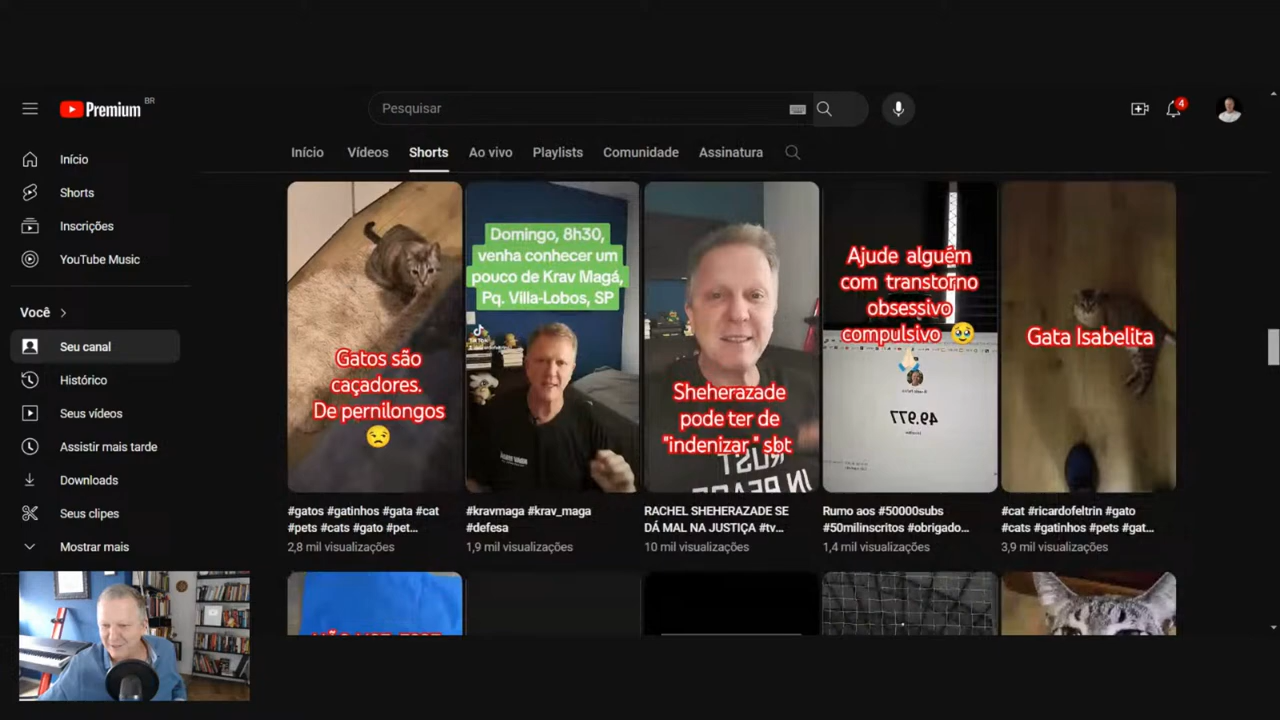 Premium BR
Pesquisar
4
Início
Shorts
Inscrições
YouTube Music
Você
Seu canal
Histórico
Seus vídeos
Assistir mais tarde
Downloads
Seus clipes
Mostrar mais
Início Vídeos Shorts Ao vivo Playlists Comunidade Assinatura
Gatos são
caçadores.
De pernilongos
#gatos #gatinhos #gata #cat
#pets #cats #gato #pet...
2,8 mil visualizações
Domingo, 8h30,
venha conhecer um
pouco de Krav Magá,
Pq. Villa-Lobos, SP
#kravmaga #krav_maga
#defesa
1,9 mil visualizações
Sheherazade
pode ter de
"indenizar" sbt
RACHEL SHEHERAZADE SE
DÁ MAL NA JUSTIÇA #tv...
10 mil visualizações
Ajude alguém
com transtorno
obsessivo
compulsivo
49.977
Rumo aos #50000subs
#50milinscritos #obrigado...
1,4 mil visualizações
Gata Isabelita
#cat #ricardofeltrin #gato
#cats #gatinhos #pets #gat...
3,9 mil visualizações